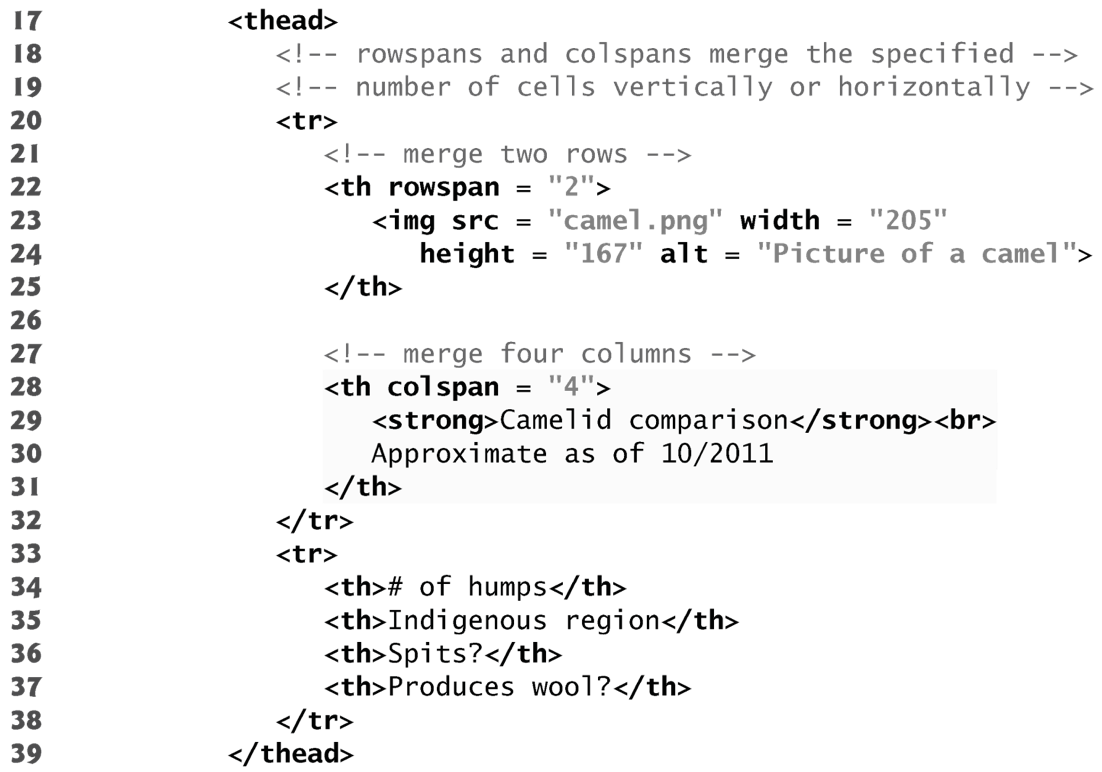 17 <thead>
18 <!-- rowspans and colspans merge the specified -->
19 <!-- number of cells vertically or horizontally -->
20 <tr>
21 <!-- merge two rows -->
22 <th rowspan = "2">
23 <img src = "camel.png" width = "205"
24 height = "167" alt = "Picture of a camel">
25 </th>
26
27 <!-- merge four columns -->
28 <th colspan = "4">
29 <strong>Camelid comparison</strong><br>
30 Approximate as of 10/2011
31 </th>
32 </tr>
33 <tr>
34 <th># of humps</th>
35 <th>Indigenous region</th>
36 <th>Spits?</th>
37 <th>Produces wool?</th>
38 </tr>
39 </thead>